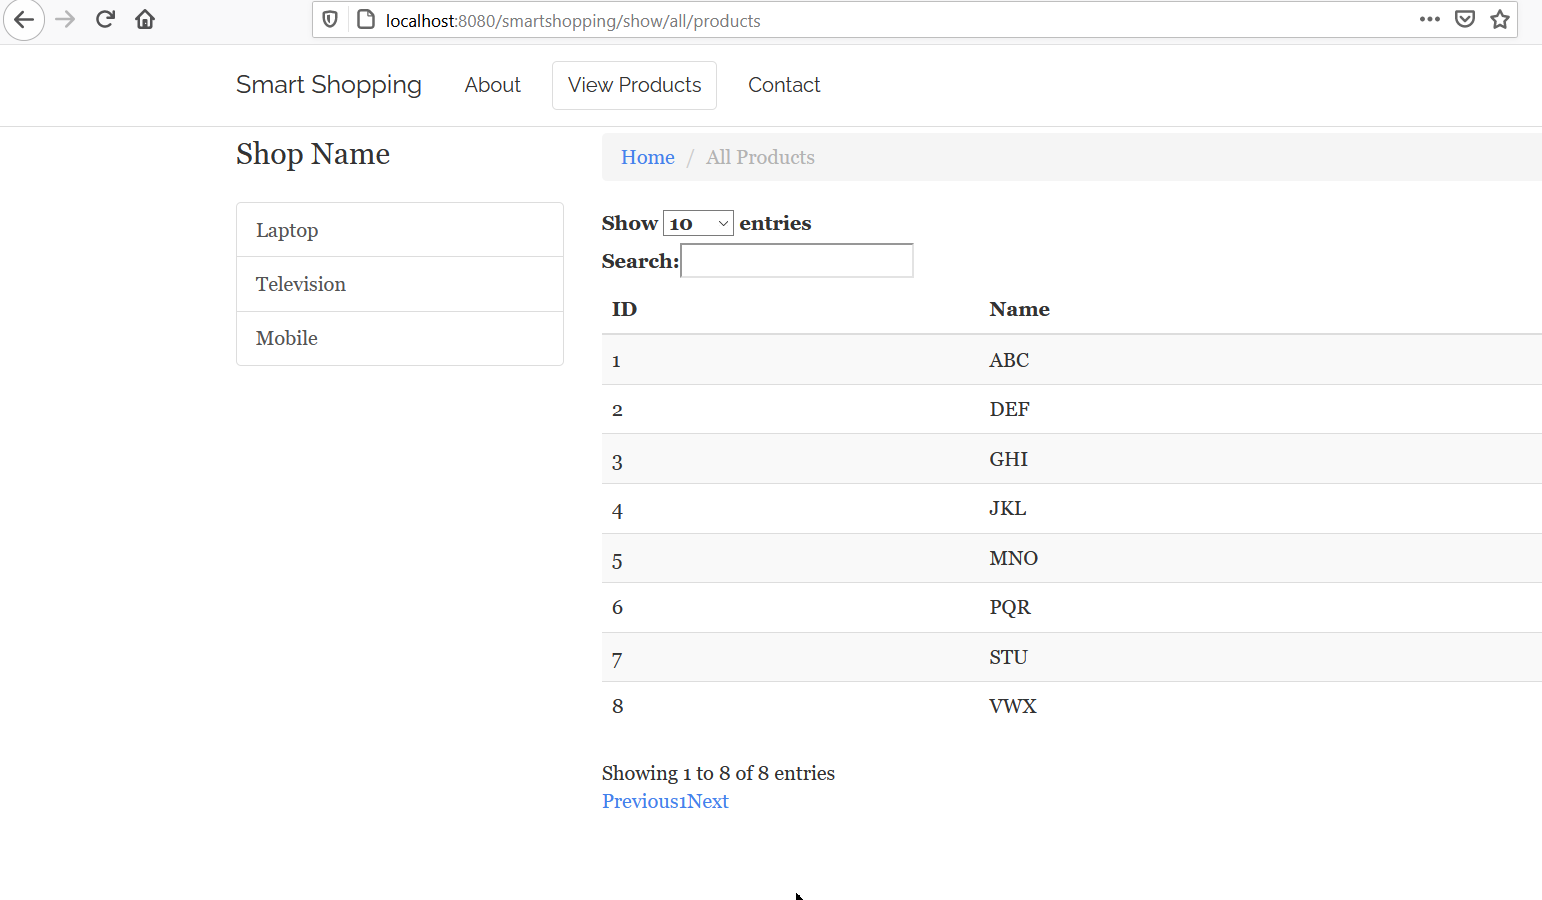 localhost:8080/smartshopping/show/all/products
Smart Shopping About View Products Contact
Shop Name
Laptop
Television
Mobile
Home / All Products
Show 10 entries
Search:
ID Name
1 ABC
2 DEF
3 GHI
4 JKL
5 MNO
6 PQR
7 STU
8 VWX
Showing 1 to 8 of 8 entries
Previous1Next